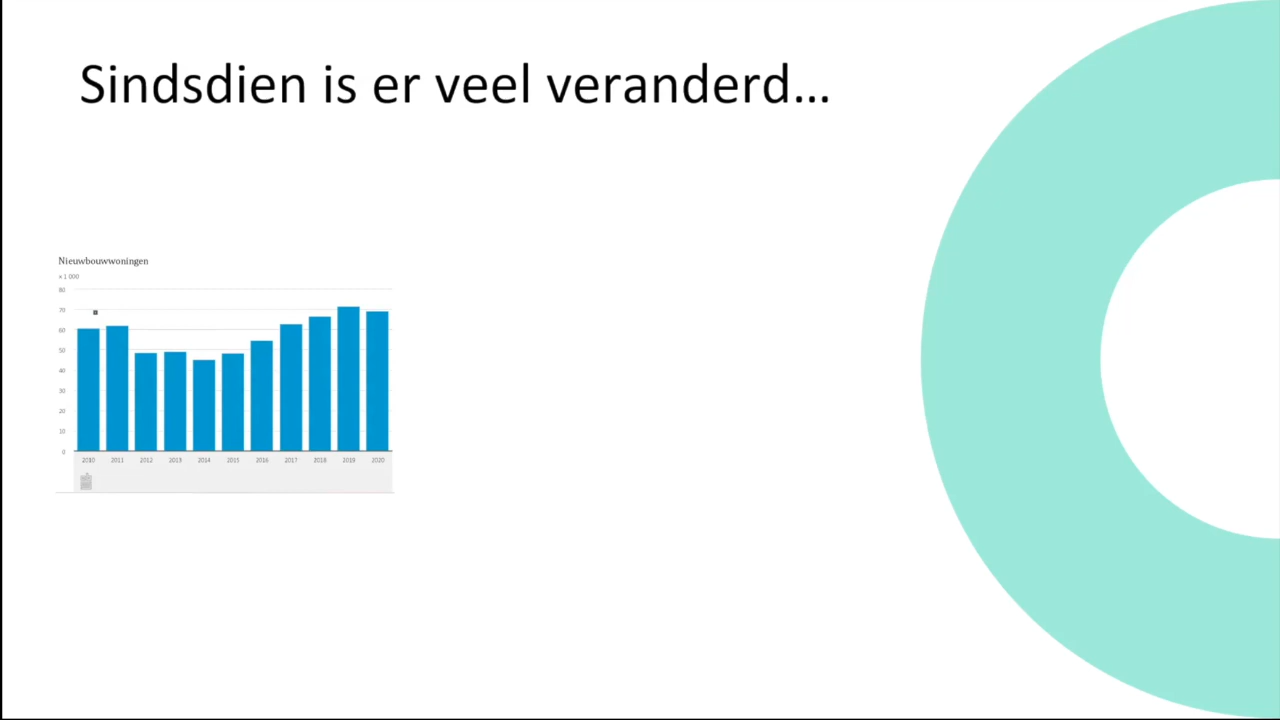 Sindsdien is er veel veranderd...
Nieuwbouwwoningen
x 1 000
80
70
60
50
40
30
20
10
0
2010 2011 2012 2013 2014 2015 2016 2017 2018 2019 2020